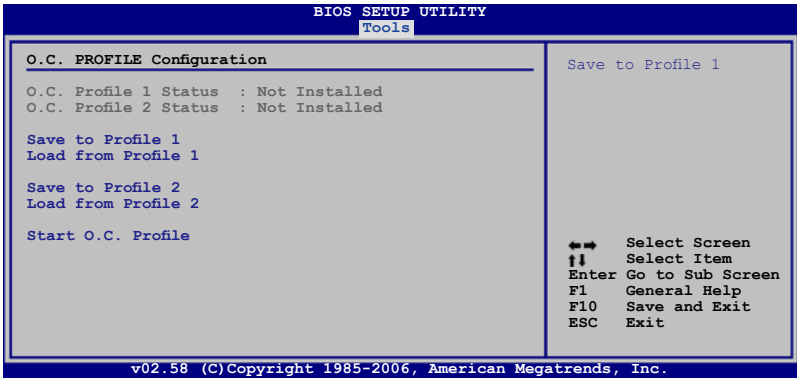 BIOS SETUP UTILITY
Tools
O.C. PROFILE Configuration
O.C. Profile 1 Status : Not Installed
O.C. Profile 2 Status : Not Installed
Save to Profile 1
Load from Profile 1
Save to Profile 2
Load from Profile 2
Start O.C. Profile
Save to Profile 1
Select Screen
Select Item
Enter Go to Sub Screen
F1 General Help
F10 Save and Exit
ESC Exit
v02.58 (C)Copyright 1985-2006, American Megatrends, Inc.